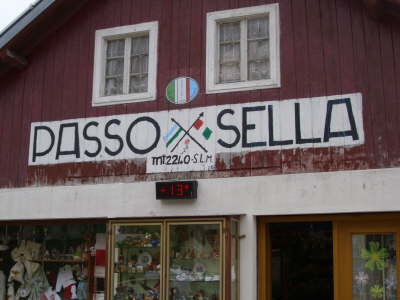 PASSO SELLA
mt 2240 S.L.M.
+13°